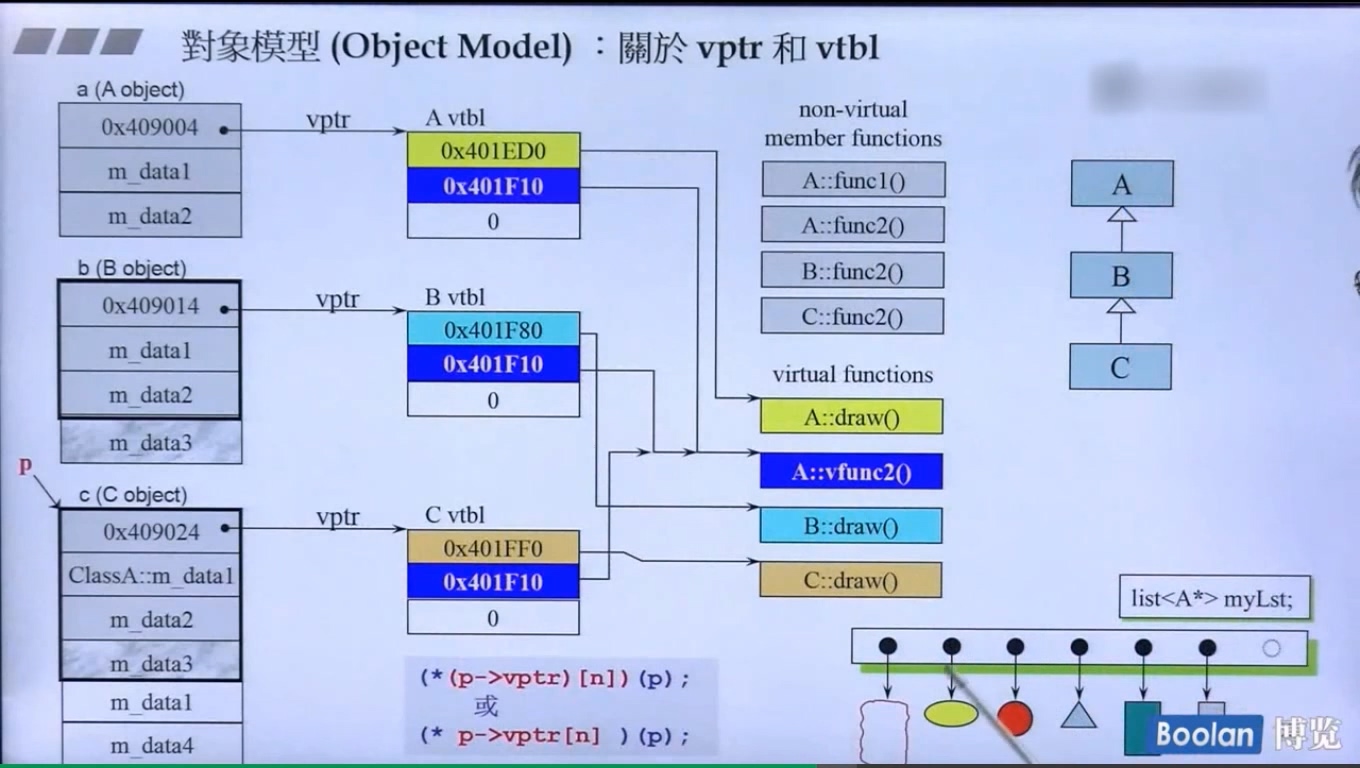 對象模型 (Object Model) ：關於 vptr 和 vtbl
a (A object)
0x409004
m_data1
m_data2
vptr
A vtbl
0x401ED0
0x401F10
0
b (B object)
0x409014
m_data1
m_data2
m_data3
vptr
B vtbl
0x401F80
0x401F10
0
p
c (C object)
0x409024
ClassA::m_data1
m_data2
m_data3
m_data1
m_data4
vptr
C vtbl
0x401FF0
0x401F10
0
(*(p->vptr)[n])(p);
或
(* p->vptr[n] )(p);
non-virtual
member functions
A::func1()
A::func2()
B::func2()
C::func2()
virtual functions
A::draw()
A::vfunc2()
B::draw()
C::draw()
A
B
C
list<A*> myLst;
Boolan 博览